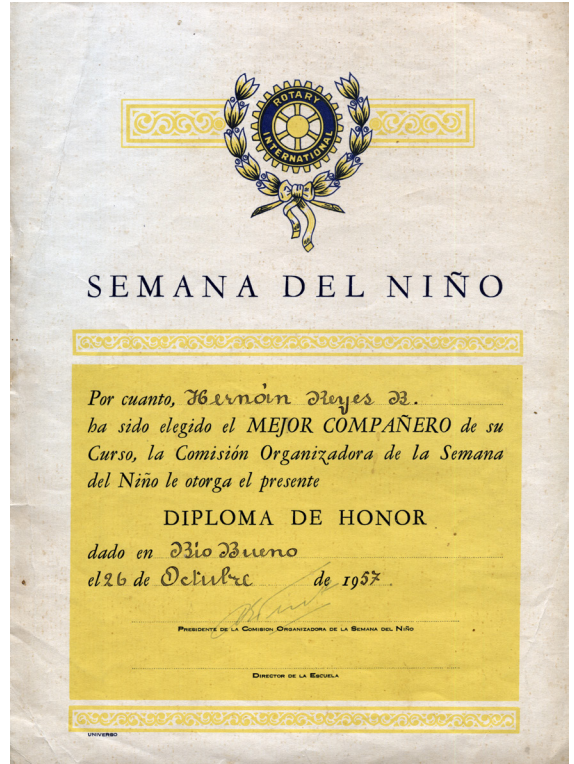 ROTARY
INTERNATIONAL
SEMANA DEL NIÑO
Por cuanto, Hernán Reyes R.
ha sido elegido el MEJOR COMPAÑERO de su
Curso, la Comisión Organizadora de la Semana
del Niño le otorga el presente
DIPLOMA DE HONOR
dado en Río Bueno
el 26 de Octubre de 1957
PRESIDENTE DE LA COMISION ORGANIZADORA DE LA SEMANA DEL NIÑO
DIRECTOR DE LA ESCUELA
UNIVERSO